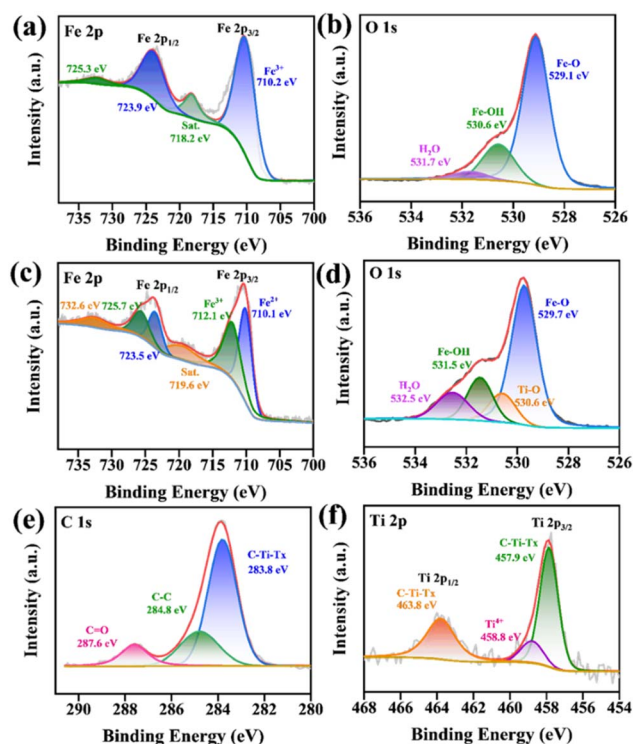 (a)
Fe 2p
Fe 2p1/2
Fe 2p3/2
725.3 eV
Fe3+
710.2 eV
723.9 eV
Sat.
718.2 eV
Intensity (a.u.)
735 730 725 720 715 710 705 700
Binding Energy (eV)
(b)
O 1s
Fe-O
529.1 eV
Fe-OH
530.6 eV
H2O
531.7 eV
Intensity (a.u.)
536 534 532 530 528 526
Binding Energy (eV)
(c)
Fe 2p
Fe 2p1/2
Fe 2p3/2
732.6 eV
725.7 eV
Fe3+
712.1 eV
Fe2+
710.1 eV
723.5 eV
Sat.
719.6 eV
Intensity (a.u.)
735 730 725 720 715 710 705 700
Binding Energy (eV)
(d)
O 1s
Fe-O
529.7 eV
Fe-OH
531.5 eV
H2O
532.5 eV
Ti-O
530.6 eV
Intensity (a.u.)
536 534 532 530 528 526
Binding Energy (eV)
(e)
C 1s
C-Ti-Tx
283.8 eV
C-C
284.8 eV
C=O
287.6 eV
Intensity (a.u.)
290 288 286 284 282 280
Binding Energy (eV)
(f)
Ti 2p
Ti 2p3/2
C-Ti-Tx
457.9 eV
Ti 2p1/2
C-Ti-Tx
463.8 eV
Ti4+
458.8 eV
Intensity (a.u.)
468 466 464 462 460 458 456 454
Binding Energy (eV)